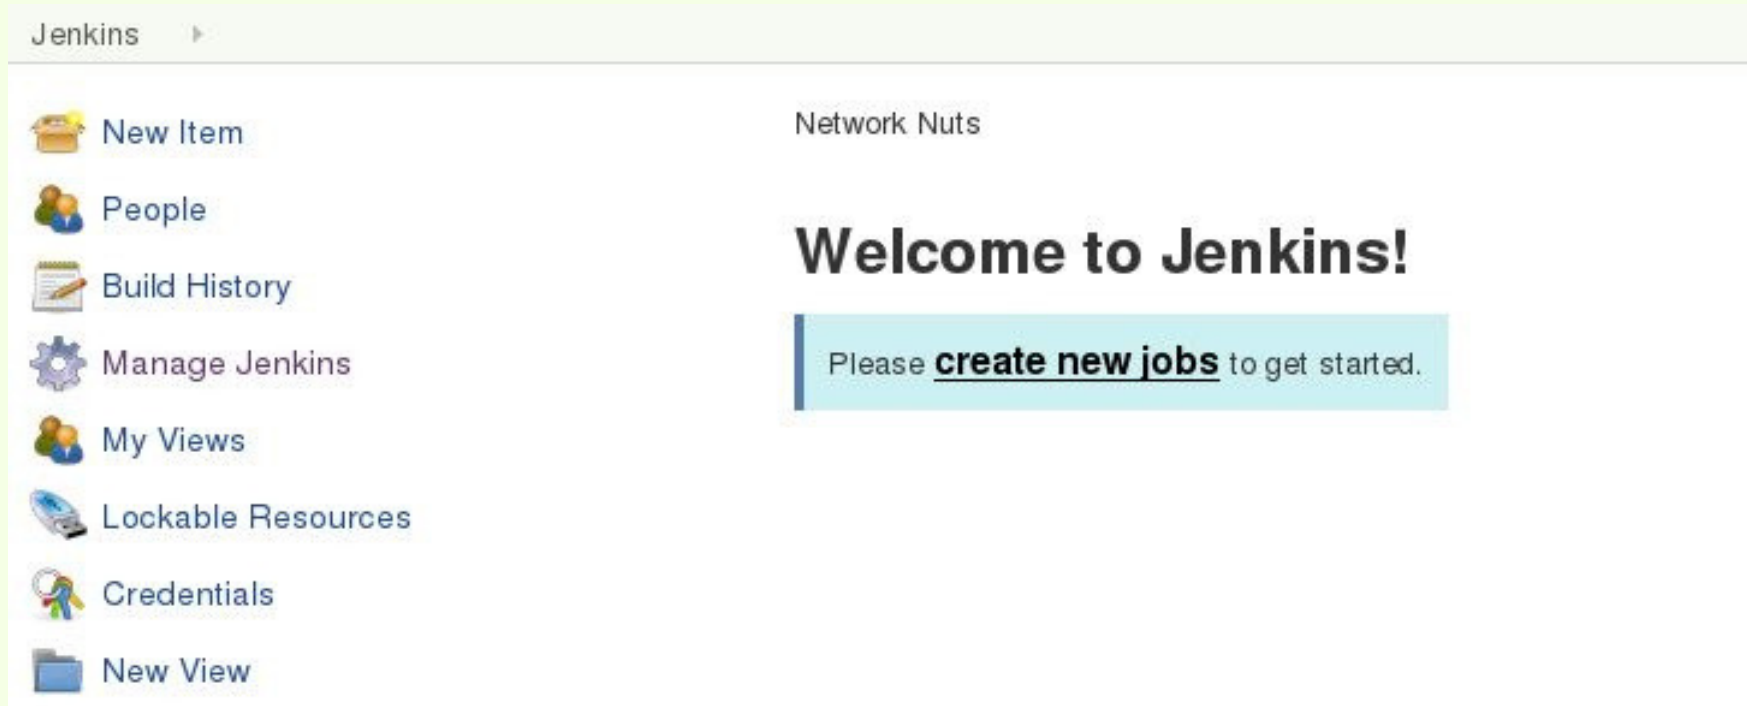 Jenkins
New Item
People
Build History
Manage Jenkins
My Views
Lockable Resources
Credentials
New View
Network Nuts
Welcome to Jenkins!
Please create new jobs to get started.